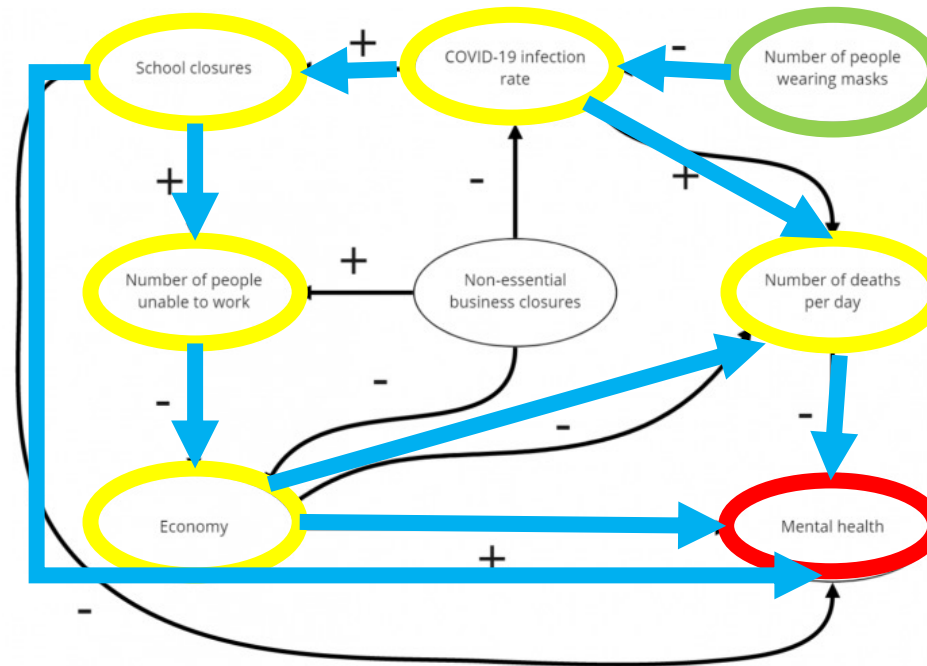 +
-
School closures
COVID-19 infection
rate
Number of people
wearing masks
+
-
+
Number of people
unable to work
+
Non-essential
business closures
Number of deaths
per day
-
-
-
-
Economy
Mental health
+
-